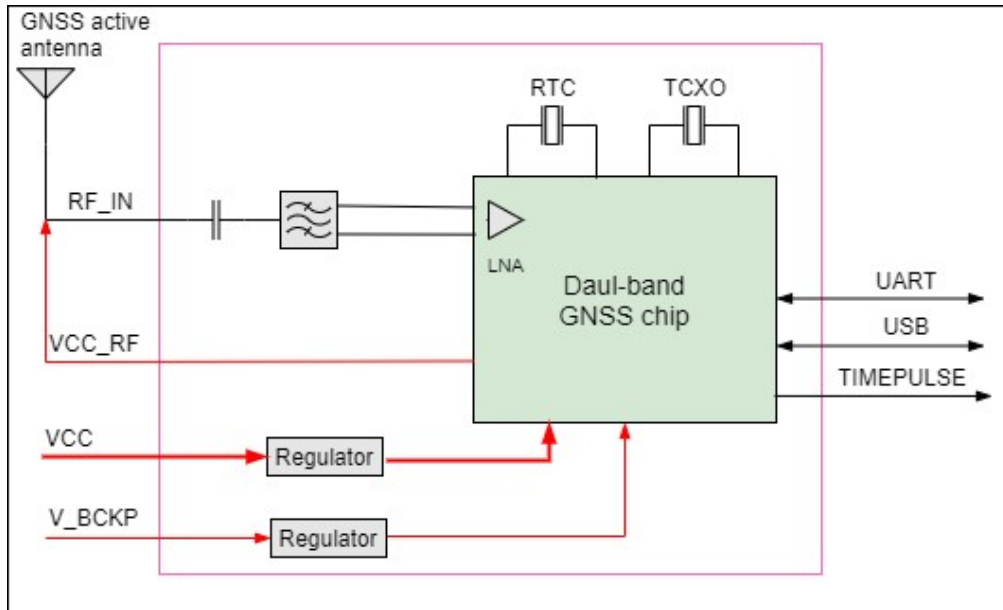 GNSS active
antenna
RTC
TCXO
RF_IN
LNA
Daul-band
GNSS chip
UART
USB
VCC_RF
TIMEPULSE
VCC
Regulator
V_BCKP
Regulator